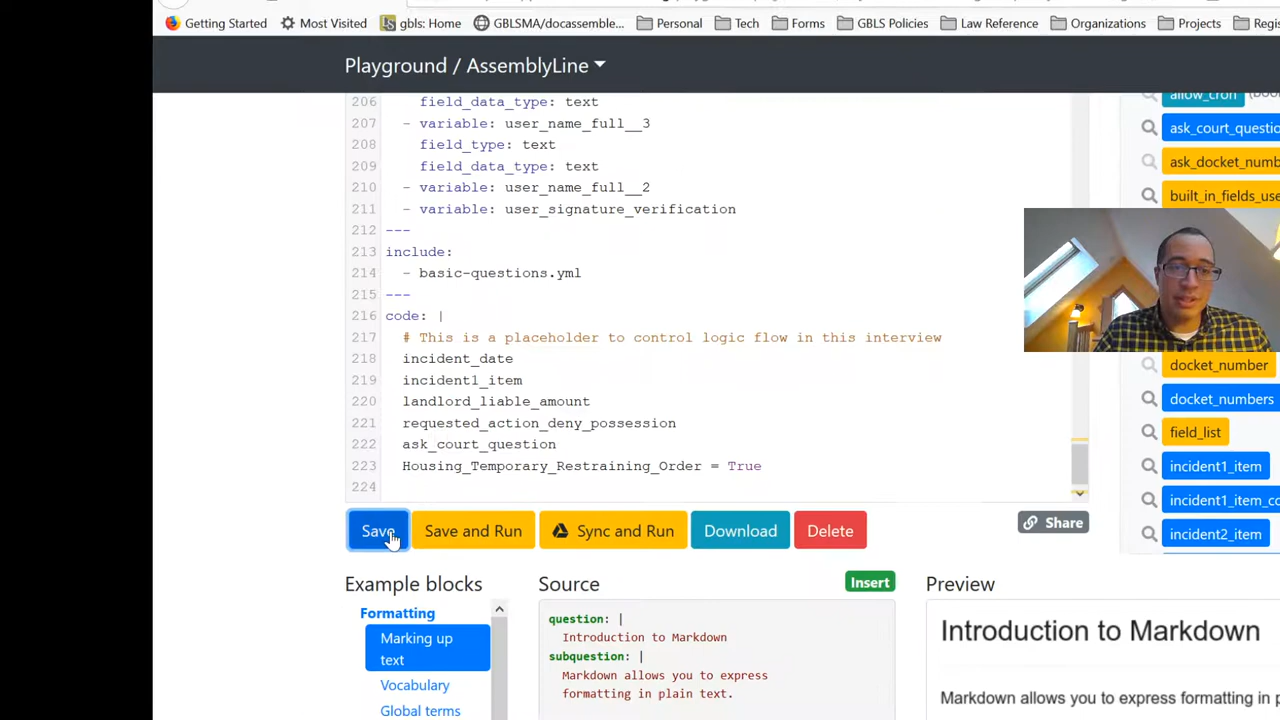 Getting Started Most Visited gbls: Home GBLSMA/docassemble... Personal Tech Forms GBLS Policies Law Reference Organizations Projects
Playground / AssemblyLine
206 field_data_type: text
207 - variable: user_name_full__3
208 field_type: text
209 field_data_type: text
210 - variable: user_name_full__2
211 - variable: user_signature_verification
212 ---
213 include:
214 - basic-questions.yml
215 ---
216 code: |
217 # This is a placeholder to control logic flow in this interview
218 incident_date
219 incident1_item
220 landlord_liable_amount
221 requested_action_deny_possession
222 ask_court_question
223 Housing_Temporary_Restraining_Order = True
224
allow_cron
ask_court_questio
ask_docket_numb
built_in_fields_use
docket_number
docket_numbers
field_list
incident1_item
incident1_item_co
incident2_item
Save Save and Run Sync and Run Download Delete Share
Example blocks
Formatting
Marking up
text
Vocabulary
Global terms
Source Insert
question: |
Introduction to Markdown
subquestion: |
Markdown allows you to express
formatting in plain text.
Preview
Introduction to Markdown
Markdown allows you to express formatting in p